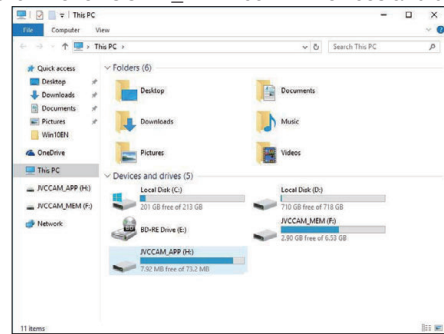 This PC
File Computer View
This PC
Search This PC
Quick access
Desktop
Downloads
Documents
Pictures
Win10EN
OneDrive
This PC
JVCCAM_APP (H:)
JVCCAM_MEM (F:)
Network
Folders (6)
Desktop
Documents
Downloads
Music
Pictures
Videos
Devices and drives (5)
Local Disk (C:)
201 GB free of 213 GB
Local Disk (D:)
710 GB free of 718 GB
BD-RE Drive (E:)
JVCCAM_MEM (F:)
2.90 GB free of 6.53 GB
JVCCAM_APP (H:)
7.92 MB free of 73.2 MB
11 items